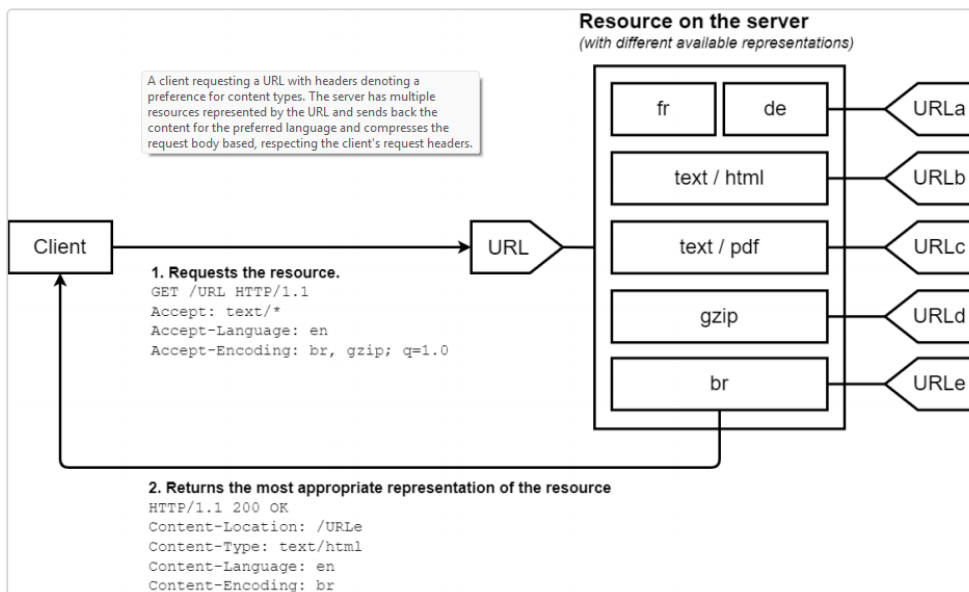 Resource on the server
(with different available representations)
A client requesting a URL with headers denoting a
preference for content types. The server has multiple
resources represented by the URL and sends back the
content for the preferred language and compresses the
request body based, respecting the client's request headers.
fr
de
URLa
text / html
URLb
Client
URL
text / pdf
URLc
1. Requests the resource.
GET /URL HTTP/1.1
Accept: text/*
Accept-Language: en
Accept-Encoding: br, gzip; q=1.0
gzip
URLd
br
URLe
2. Returns the most appropriate representation of the resource
HTTP/1.1 200 OK
Content-Location: /URLe
Content-Type: text/html
Content-Language: en
Content-Encoding: br